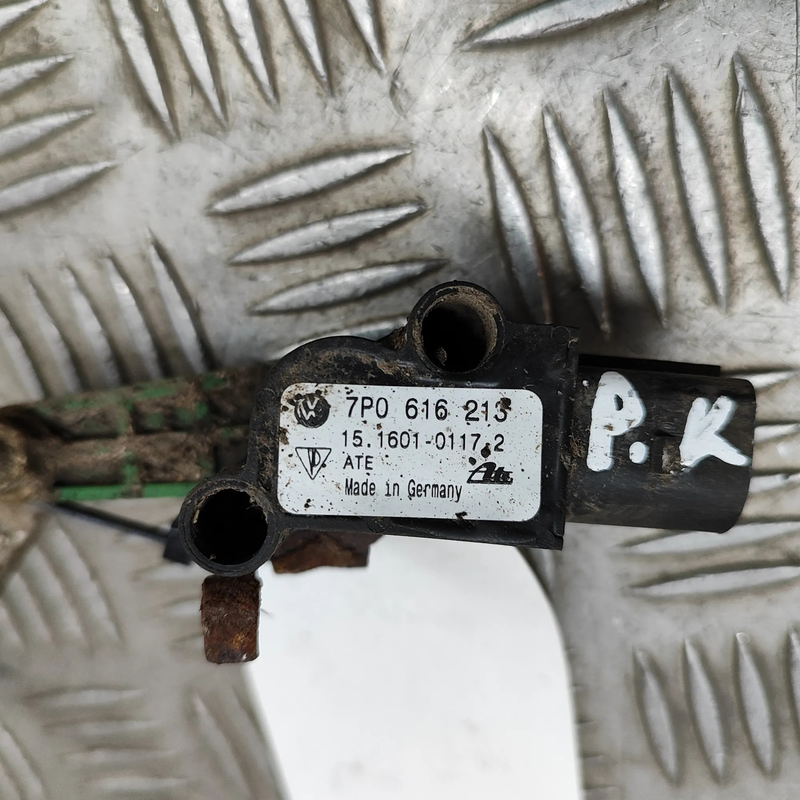 7P0 616 213
15.1601-0117.2
ATE
Ate
Made in Germany
P.K